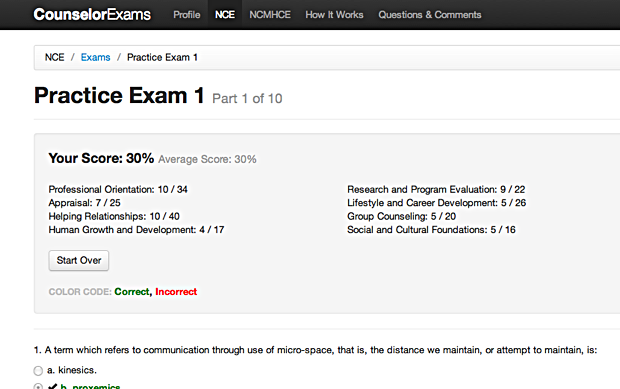 CounselorExams Profile NCE NCMHCE How It Works Questions & Comments
NCE / Exams / Practice Exam 1
Practice Exam 1 Part 1 of 10
Your Score: 30% Average Score: 30%
Professional Orientation: 10 / 34
Appraisal: 7 / 25
Helping Relationships: 10 / 40
Human Growth and Development: 4 / 17
Research and Program Evaluation: 9 / 22
Lifestyle and Career Development: 5 / 26
Group Counseling: 5 / 20
Social and Cultural Foundations: 5 / 16
Start Over
COLOR CODE: Correct, Incorrect
1. A term which refers to communication through use of micro-space, that is, the distance we maintain, or attempt to maintain, is:
a. kinesics.
b. proxemics.